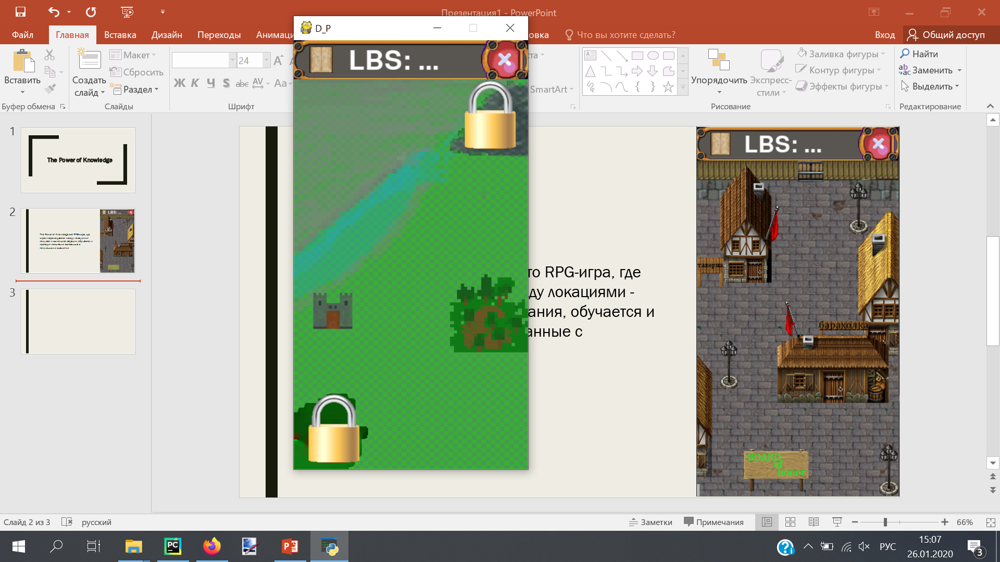 Презентация1 - PowerPoint
Файл
Главная
Вставка
Дизайн
Переходы
Анимаци
овка
Что вы хотите сделать?
Вход
Общий доступ
Вставить
Буфер обмена
Создать
слайд
Макет
Сбросить
Раздел
Слайды
24
Ж К Ч S abc AV Aa
Шрифт
SmartArt
Рисование
Упорядочить
Экспресс-
стили
Заливка фигуры
Контур фигуры
Эффекты фигуры
Найти
Заменить
Выделить
Редактирование
D_P
LBS: ...
1
The Power of Knowledge
2
LBS: ...
3
то RPG-игра, где
ду локациями -
ания, обучается и
анные с
LBS: ...
таверна
барахолка
BOARD
of
honor
Слайд 2 из 3
русский
Заметки
Примечания
66%
РУС
15:07
26.01.2020
3